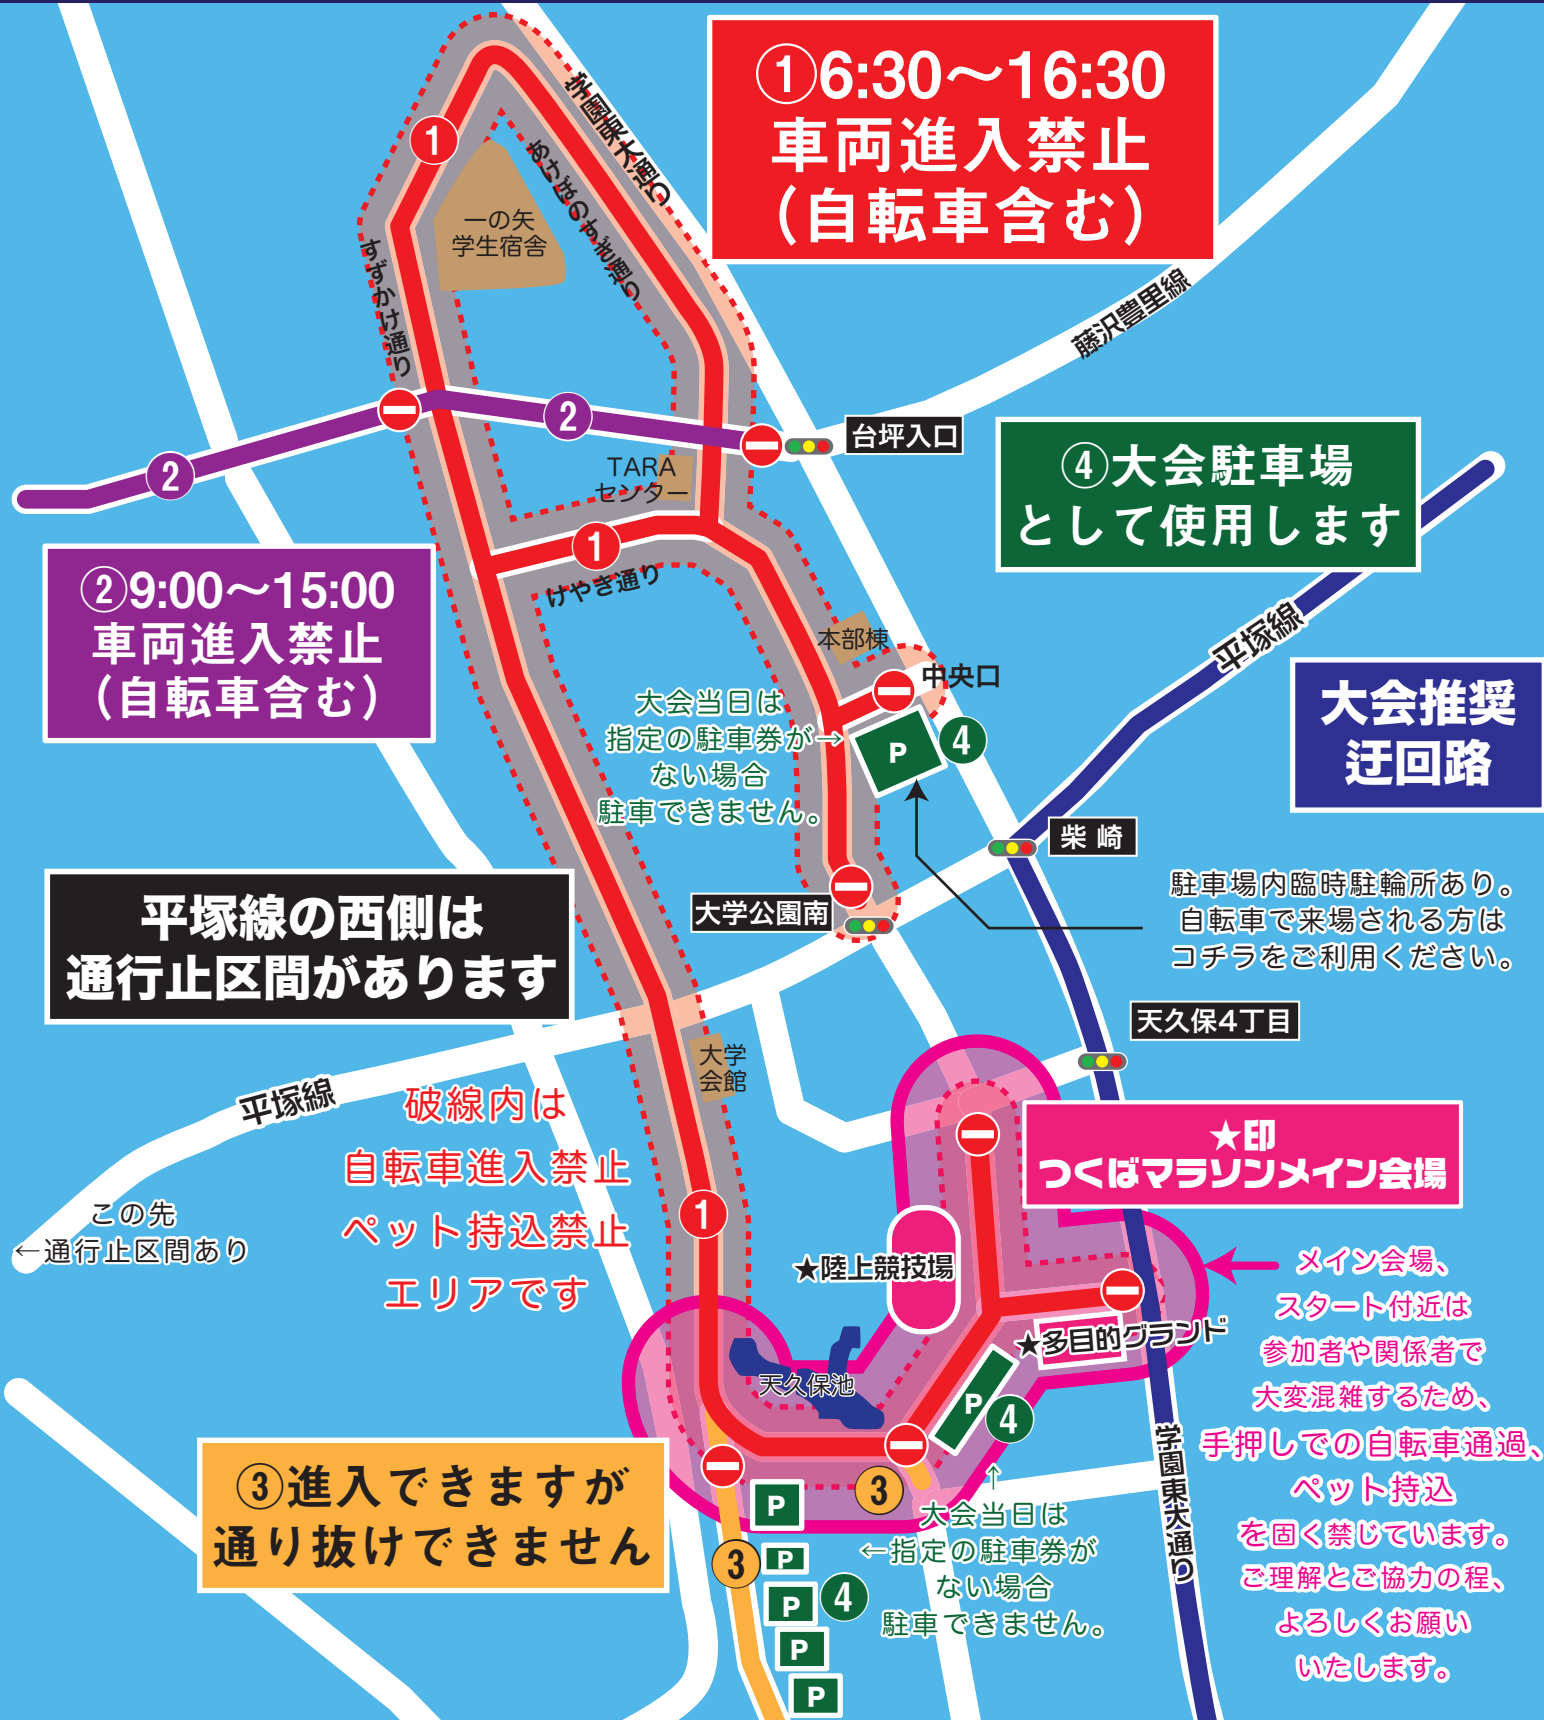 ①6:30～16:30
車両進入禁止
（自転車含む）
学園東大通り
1
あけぼのすぎ通り
一の矢
学生宿舎
すずかけ通り
藤沢豊里線
2
台坪入口
2
TARA
センター
④大会駐車場
として使用します
1
けやき通り
②9:00～15:00
車両進入禁止
（自転車含む）
本部棟
中央口
平塚線
大会推奨
迂回路
大会当日は
指定の駐車券が→
ない場合
駐車できません。
P
4
柴崎
大学公園南
駐車場内臨時駐輪所あり。
自転車で来場される方は
コチラをご利用ください。
平塚線の西側は
通行止区間があります
天久保4丁目
大学
会館
平塚線
破線内は
自転車進入禁止
ペット持込禁止
エリアです
★印
つくばマラソンメイン会場
この先
←通行止区間あり
1
★陸上競技場
メイン会場、
スタート付近は
参加者や関係者で
大変混雑するため、
手押しでの自転車通過、
ペット持込
を固く禁じています。
ご理解とご協力の程、
よろしくお願い
いたします。
★多目的グランド
天久保池
P
4
学園東大通り
③進入できますが
通り抜けできません
3
P
↑
大会当日は
←指定の駐車券が
ない場合
駐車できません。
3
P
P
4
P
P